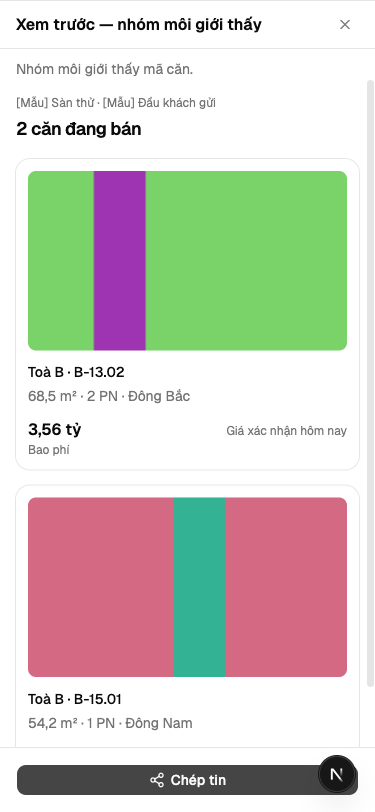 Xem trước — nhóm môi giới thấy
Nhóm môi giới thấy mã căn.
[Mẫu] Sàn thử · [Mẫu] Đầu khách gửi
2 căn đang bán
Toà B · B-13.02
68,5 m² · 2 PN · Đông Bắc
3,56 tỷ
Giá xác nhận hôm nay
Bao phí
Toà B · B-15.01
54,2 m² · 1 PN · Đông Nam
Chép tin
N